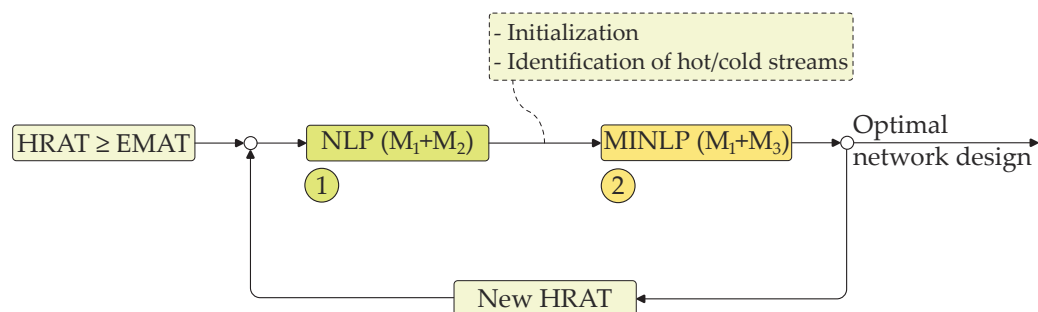 - Initialization
- Identification of hot/cold streams
HRAT ≥ EMAT
NLP (M₁+M₂)
MINLP (M₁+M₃)
Optimal
network design
1
2
New HRAT